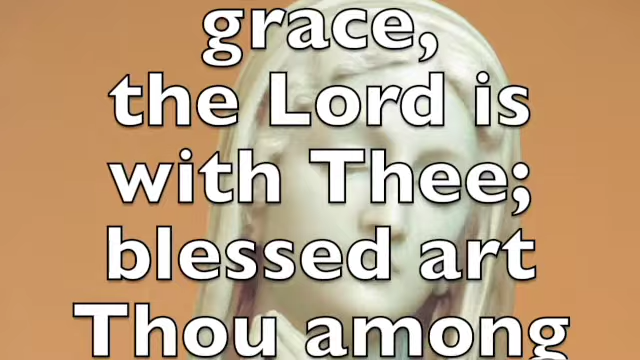 grace,
the Lord is
with Thee;
blessed art
Thou among